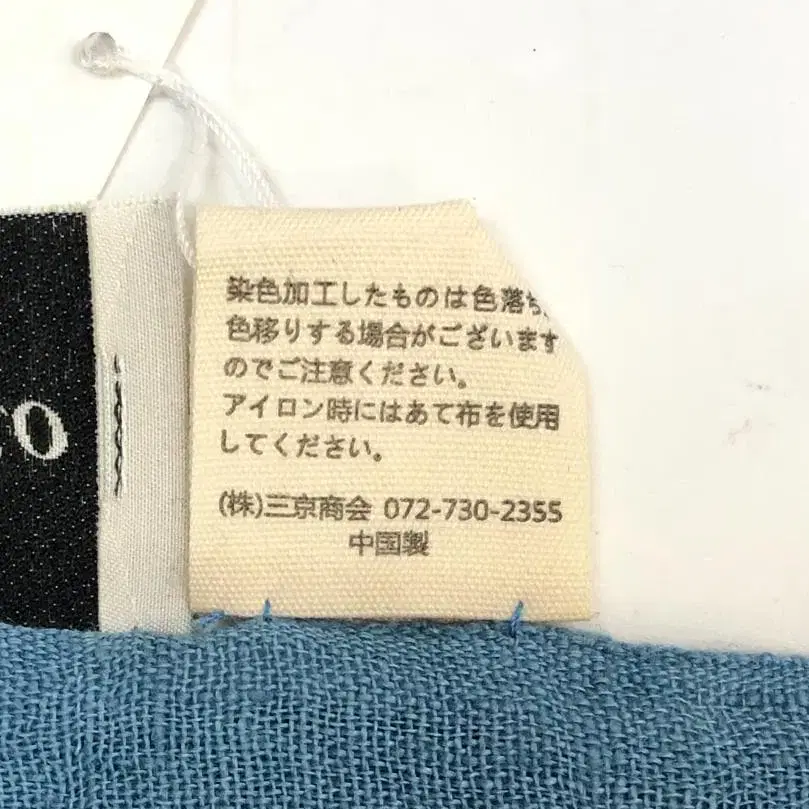 染色加工したものは色落ち、
色移りする場合がございます
のでご注意ください。
アイロン時にはあて布を使用
してください。
(株)三京商会 072-730-2355
中国製